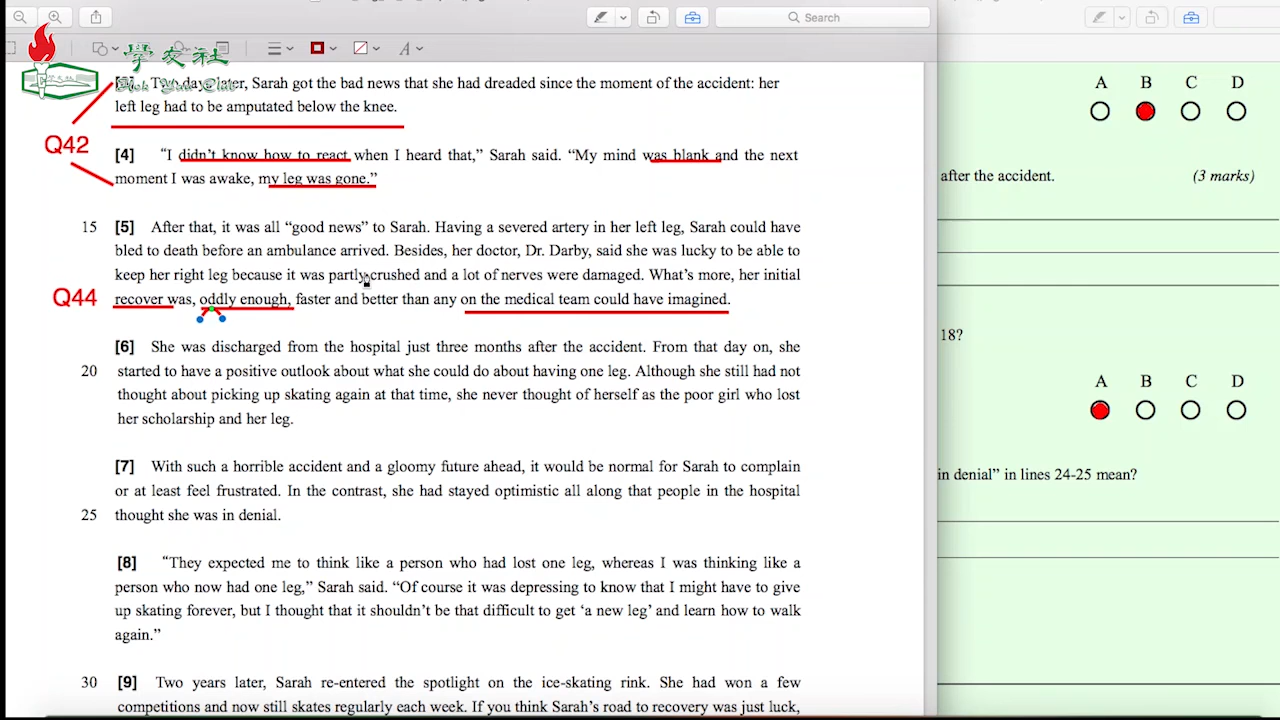 Search
學友社
Hok Yau Club
Two days later, Sarah got the bad news that she had dreaded since the moment of the accident: her
left leg had to be amputated below the knee.
Q42
[4] “I didn’t know how to react when I heard that,” Sarah said. “My mind was blank and the next
moment I was awake, my leg was gone.”
15 [5] After that, it was all “good news” to Sarah. Having a severed artery in her left leg, Sarah could have
bled to death before an ambulance arrived. Besides, her doctor, Dr. Darby, said she was lucky to be able to
keep her right leg because it was partly crushed and a lot of nerves were damaged. What’s more, her initial
Q44
recover was, oddly enough, faster and better than any on the medical team could have imagined.
[6] She was discharged from the hospital just three months after the accident. From that day on, she
20 started to have a positive outlook about what she could do about having one leg. Although she still had not
thought about picking up skating again at that time, she never thought of herself as the poor girl who lost
her scholarship and her leg.
[7] With such a horrible accident and a gloomy future ahead, it would be normal for Sarah to complain
or at least feel frustrated. In the contrast, she had stayed optimistic all along that people in the hospital
25 thought she was in denial.
[8] “They expected me to think like a person who had lost one leg, whereas I was thinking like a
person who now had one leg,” Sarah said. “Of course it was depressing to know that I might have to give
up skating forever, but I thought that it shouldn’t be that difficult to get ‘a new leg’ and learn how to walk
again.”
30 [9] Two years later, Sarah re-entered the spotlight on the ice-skating rink. She had won a few
competitions and now still skates regularly each week. If you think Sarah’s road to recovery was just luck,
A B C D
after the accident. (3 marks)
18?
A B C D
in denial” in lines 24-25 mean?